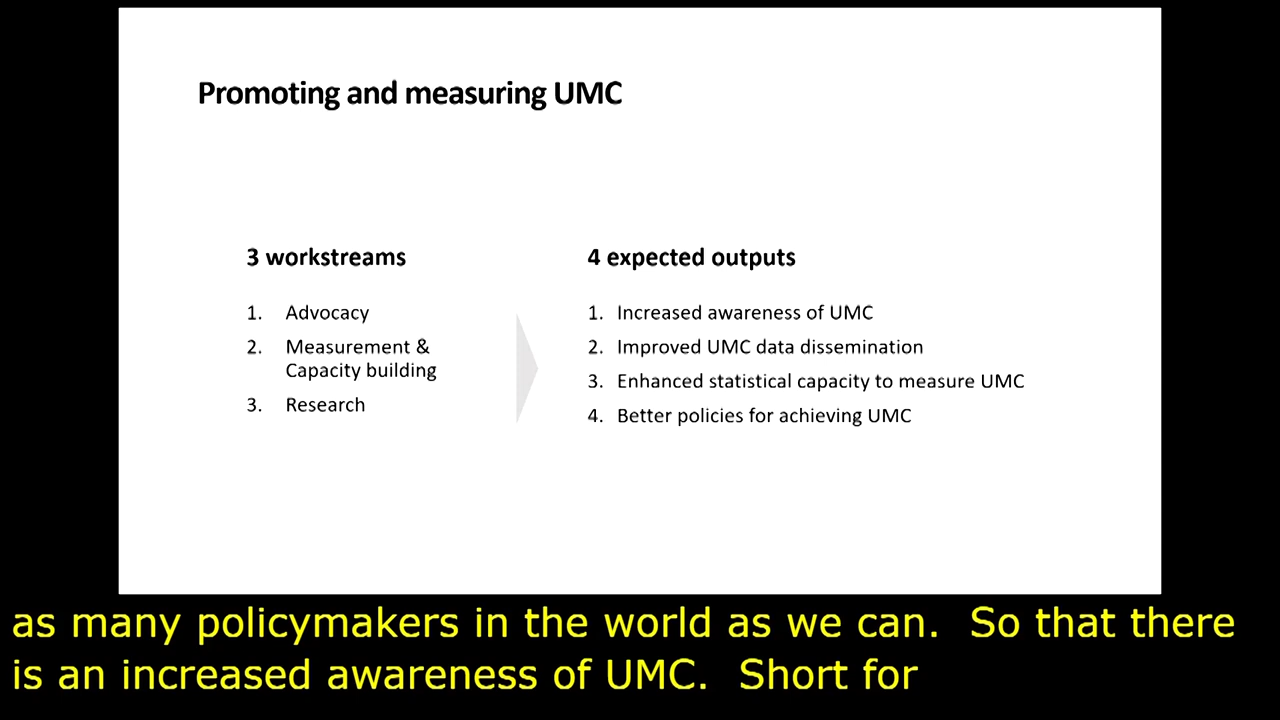 Promoting and measuring UMC
3 workstreams
1. Advocacy
2. Measurement &
Capacity building
3. Research
4 expected outputs
1. Increased awareness of UMC
2. Improved UMC data dissemination
3. Enhanced statistical capacity to measure UMC
4. Better policies for achieving UMC
as many policymakers in the world as we can.  So that there
is an increased awareness of UMC.  Short for